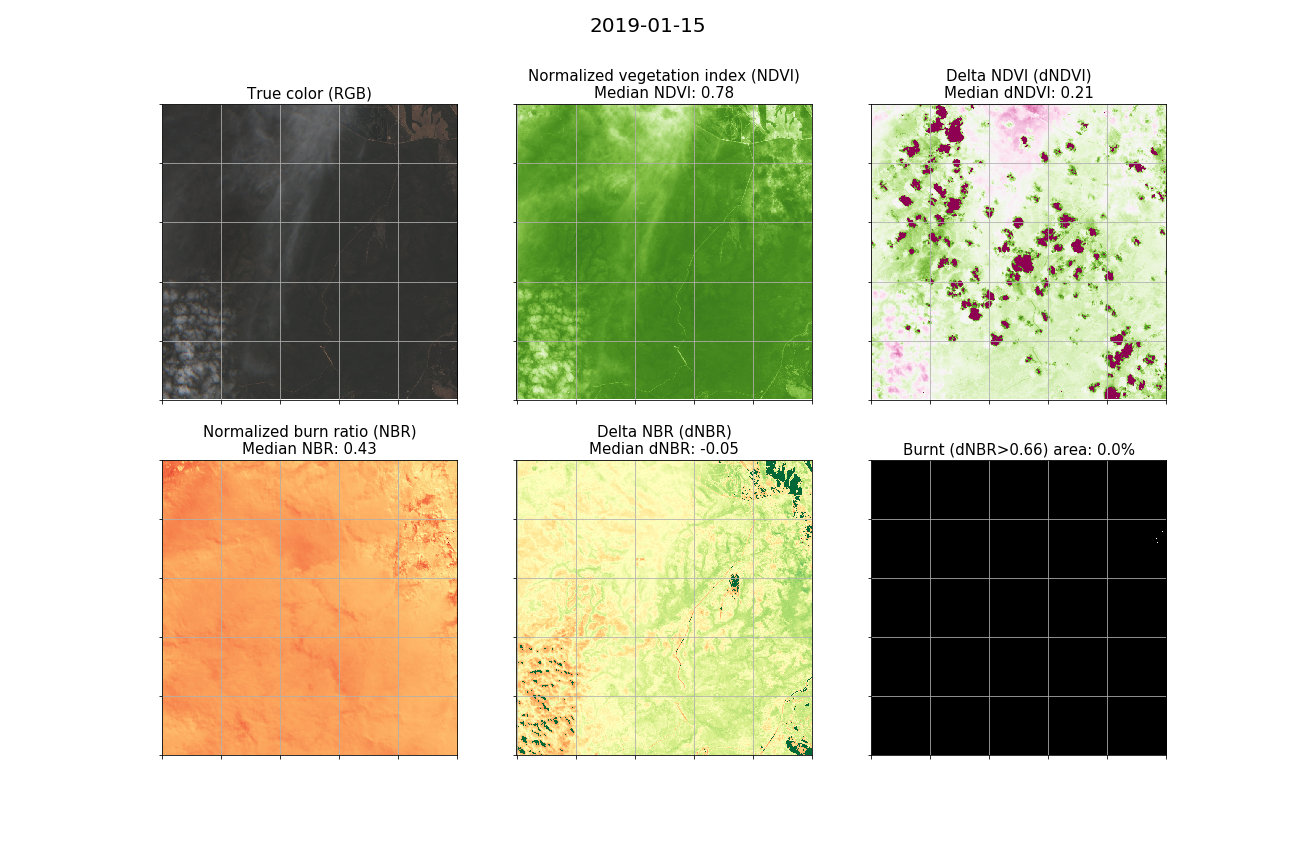 2019-01-15
True color (RGB)
Normalized vegetation index (NDVI)
Median NDVI: 0.78
Delta NDVI (dNDVI)
Median dNDVI: 0.21
Normalized burn ratio (NBR)
Median NBR: 0.43
Delta NBR (dNBR)
Median dNBR: -0.05
Burnt (dNBR>0.66) area: 0.0%